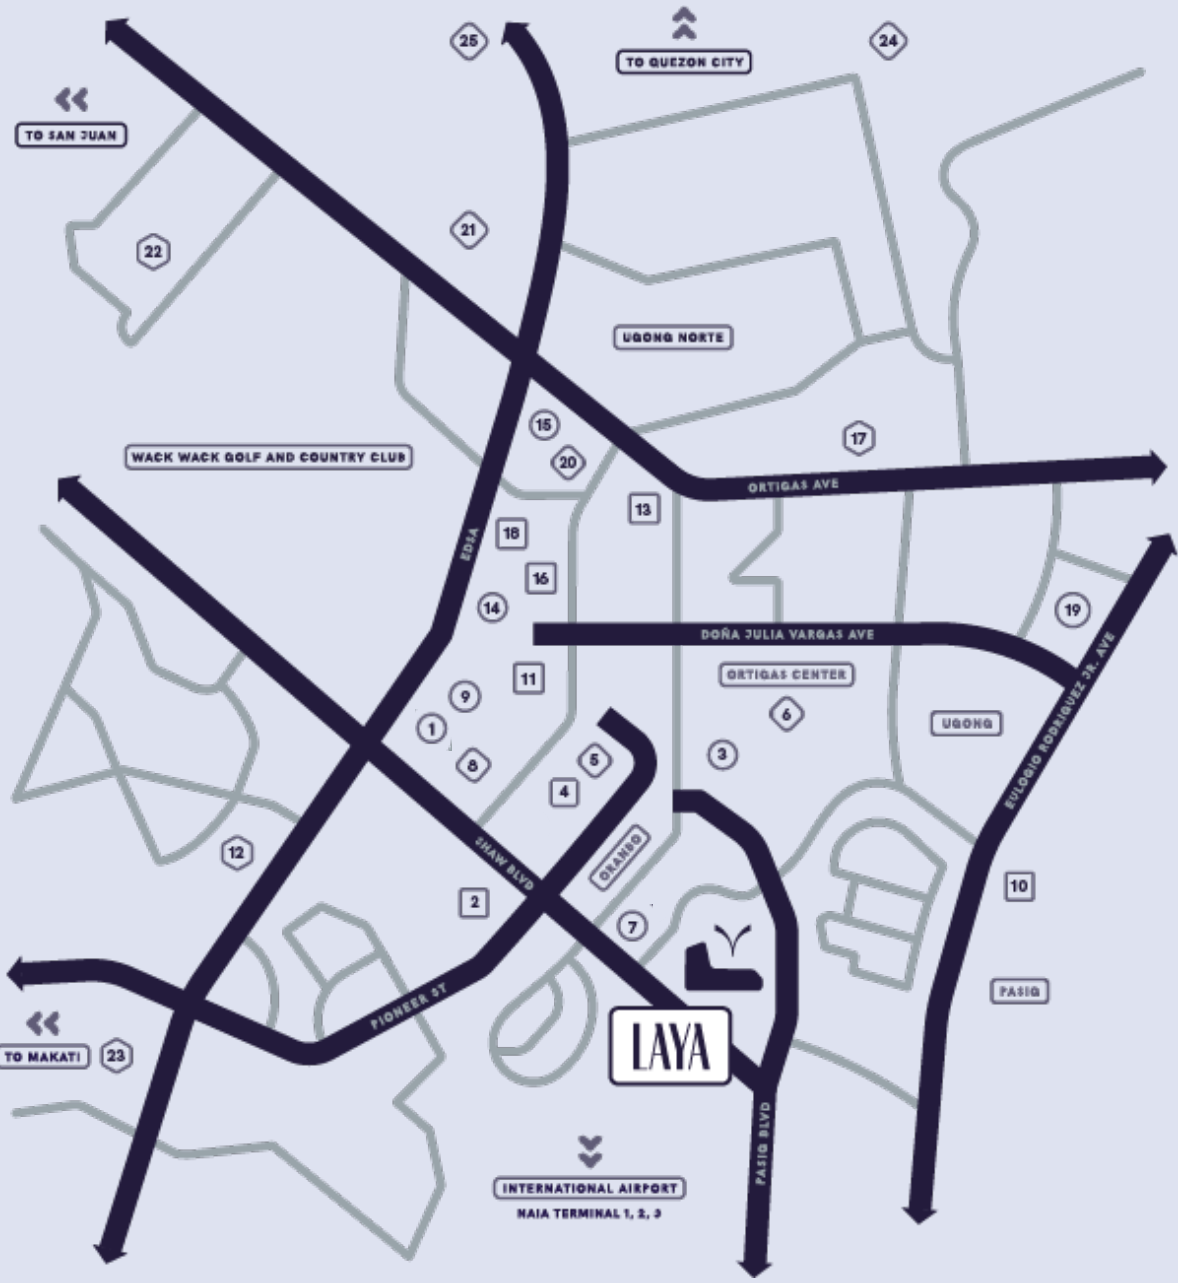 25
TO QUEZON CITY
24
TO SAN JUAN
21
22
UGONG NORTE
15
20
17
WACK WACK GOLF AND COUNTRY CLUB
ORTIGAS AVE
13
18
EDSA
16
14
19
DOÑA JULIA VARGAS AVE
11
ORTIGAS CENTER
9
6
UGONG
1
EULOGIO RODRIGUEZ JR. AVE
3
5
8
4
12
SHAW BLVD
ORANBO
10
2
7
PASIG
PIONEER ST
LAYA
TO MAKATI
23
PASIG BLVD
INTERNATIONAL AIRPORT
NAIA TERMINAL 1, 2, 3